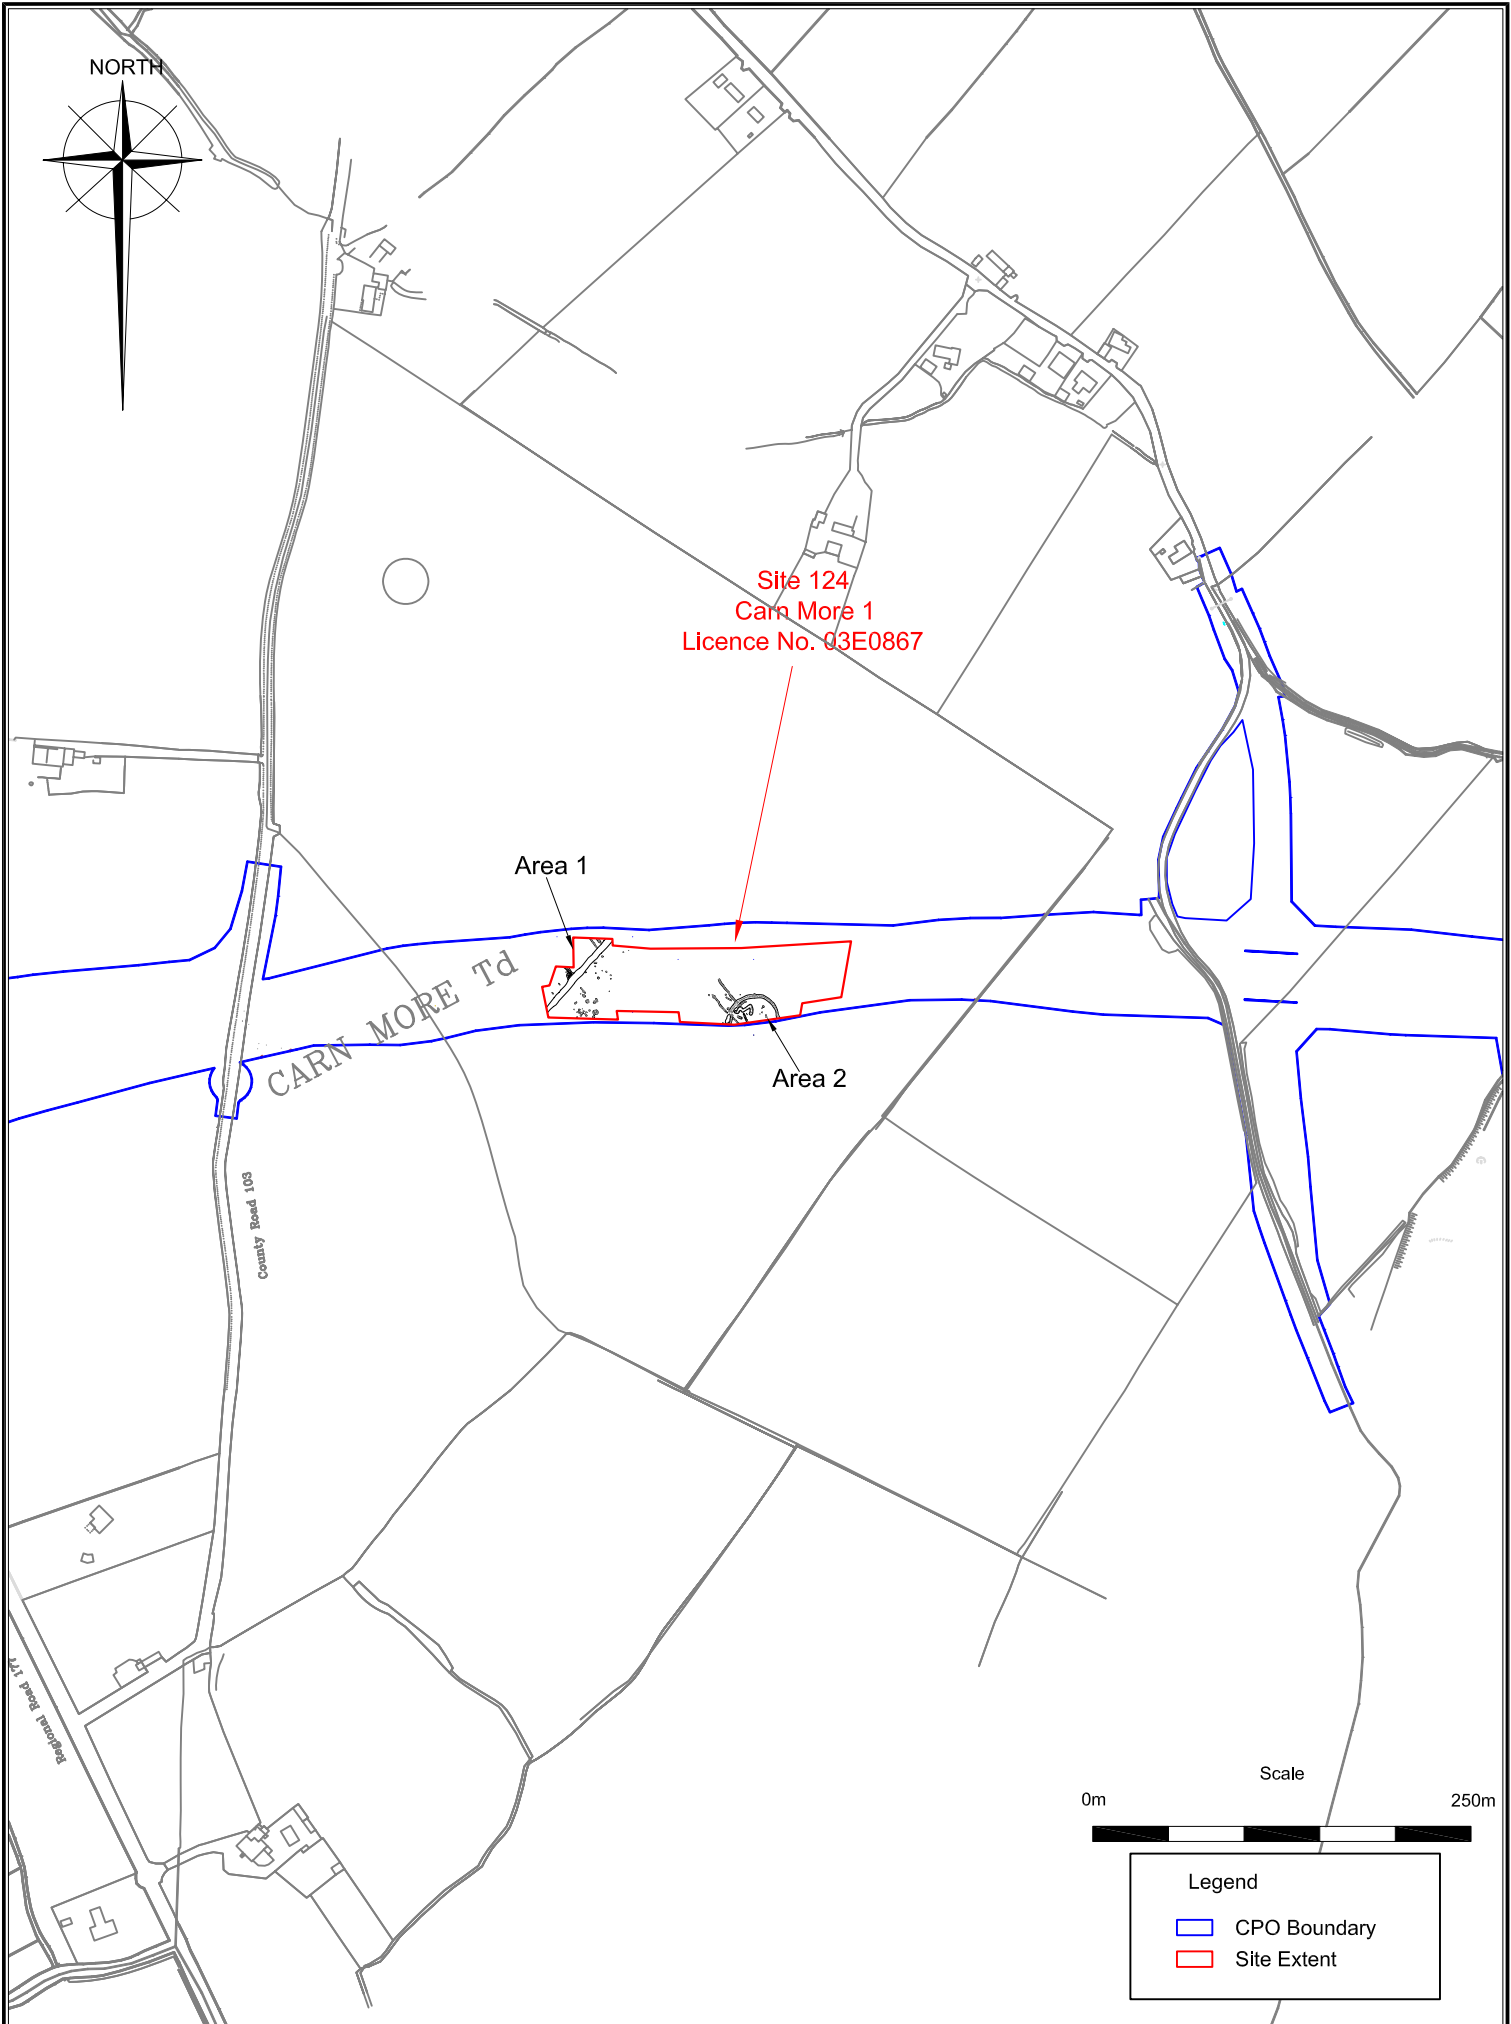 NORTH
Site 124
Carn More 1
Licence No. 03E0867
Area 1
CARN MORE Td
Area 2
County Road 103
Regional Road 177
Scale
0m 250m
Legend
CPO Boundary
Site Extent